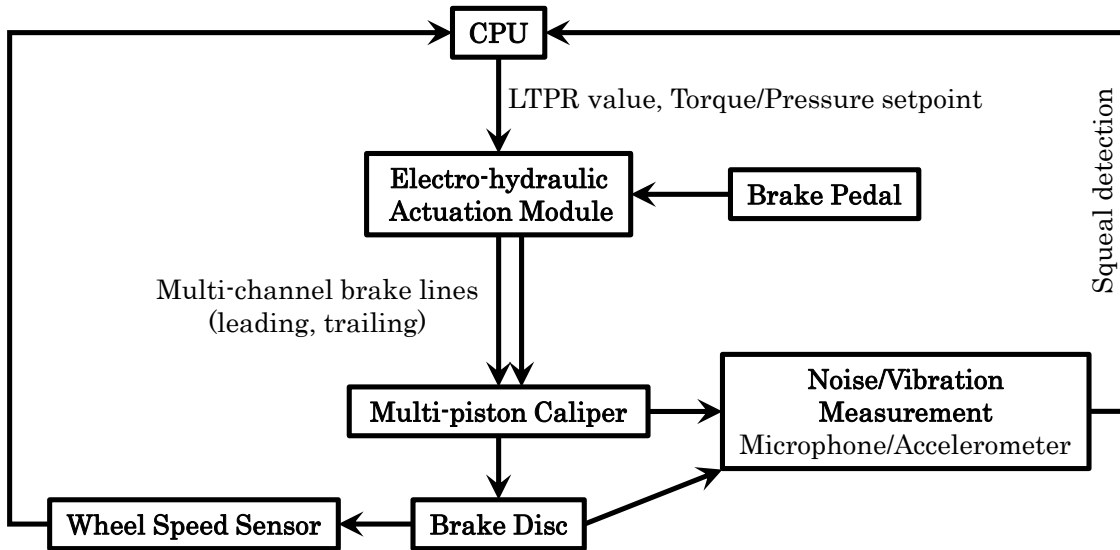 CPU
LTPR value, Torque/Pressure setpoint
Squeal detection
Electro-hydraulic
Actuation Module
Brake Pedal
Multi-channel brake lines
(leading, trailing)
Multi-piston Caliper
Noise/Vibration
Measurement
Microphone/Accelerometer
Wheel Speed Sensor
Brake Disc